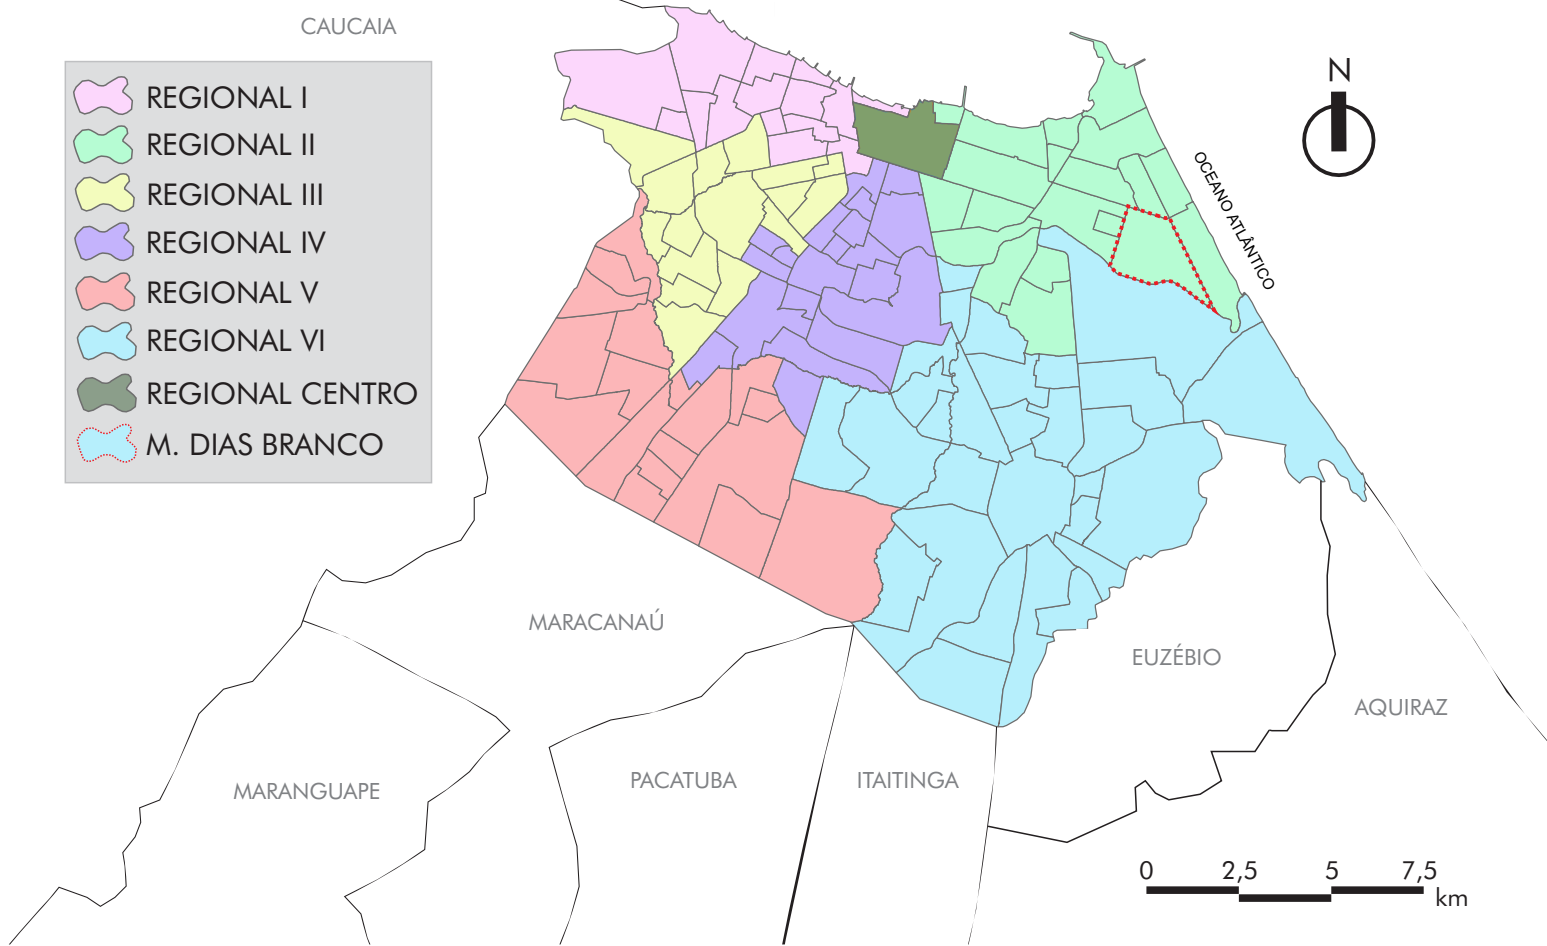 CAUCAIA
REGIONAL I
REGIONAL II
REGIONAL III
REGIONAL IV
REGIONAL V
REGIONAL VI
REGIONAL CENTRO
M. DIAS BRANCO
N
OCEANO ATLÂNTICO
MARACANAÚ
EUZÉBIO
AQUIRAZ
MARANGUAPE
PACATUBA
ITAITINGA
0 2,5 5 7,5
km